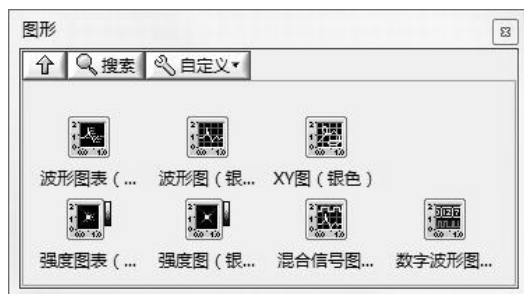 图形
搜索 自定义
波形图表 ( ... 波形图 ( 银... XY图 ( 银色 )
强度图表 ( ... 强度图 ( 银... 混合信号图... 数字波形图...